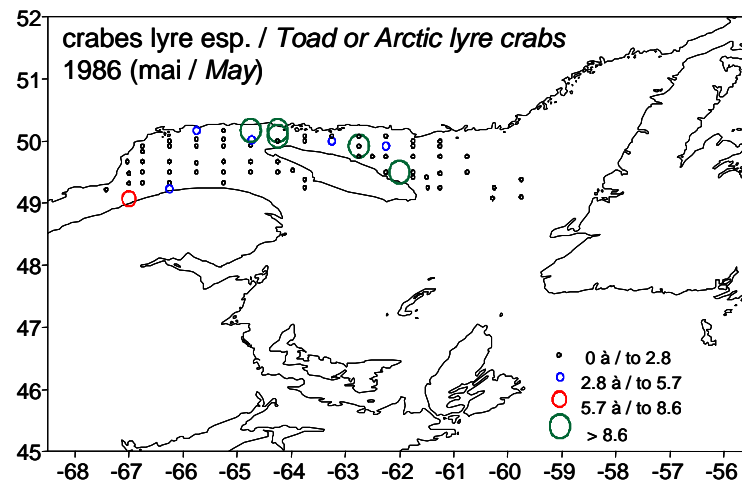 crabes lyre esp. / Toad or Arctic lyre crabs
1986 (mai / May)
52
51
50
49
48
47
46
45
0 à / to 2.8
2.8 à / to 5.7
5.7 à / to 8.6
> 8.6
-68 -67 -66 -65 -64 -63 -62 -61 -60 -59 -58 -57 -56